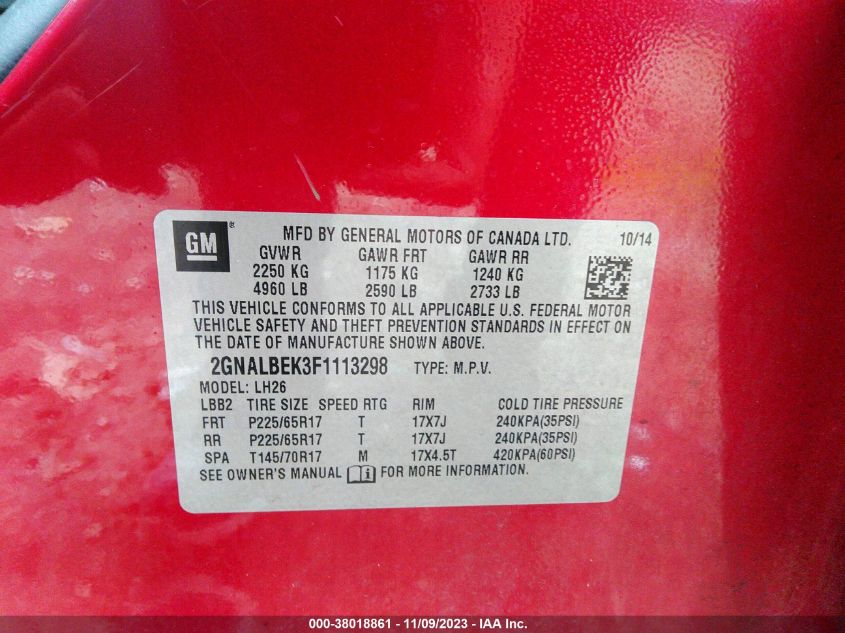 GM®
MFD BY GENERAL MOTORS OF CANADA LTD. 10/14
GVWR GAWR FRT GAWR RR
2250 KG 1175 KG 1240 KG
4960 LB 2590 LB 2733 LB
THIS VEHICLE CONFORMS TO ALL APPLICABLE U.S. FEDERAL MOTOR
VEHICLE SAFETY AND THEFT PREVENTION STANDARDS IN EFFECT ON
THE DATE OF MANUFACTURE SHOWN ABOVE.
2GNALBEK3F1113298 TYPE: M.P.V.
MODEL: LH26
LBB2 TIRE SIZE SPEED RTG RIM COLD TIRE PRESSURE
FRT P225/65R17 T 17X7J 240KPA(35PSI)
RR P225/65R17 T 17X7J 240KPA(35PSI)
SPA T145/70R17 M 17X4.5T 420KPA(60PSI)
SEE OWNER'S MANUAL i FOR MORE INFORMATION.
000-38018861 - 11/09/2023 - IAA Inc.